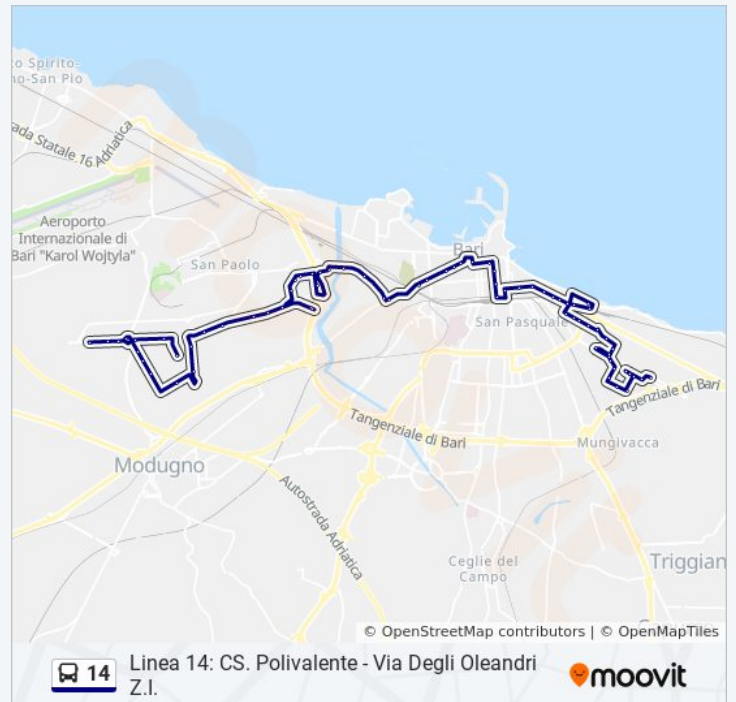 o Spirito-
no-San Pio
ada Statale 16 Adriatica
Aeroporto
Internazionale di
Bari "Karol Wojtyla"
San Paolo
Bari
San Pasquale
Tangenziale di Bari
Tangenziale di Bari
Mungivacca
Modugno
Autostrada Adriatica
Ceglie del
Campo
Triggian
© OpenStreetMap contributors | © OpenMapTiles
14
Linea 14: CS. Polivalente - Via Degli Oleandri
Z.I.
moovit